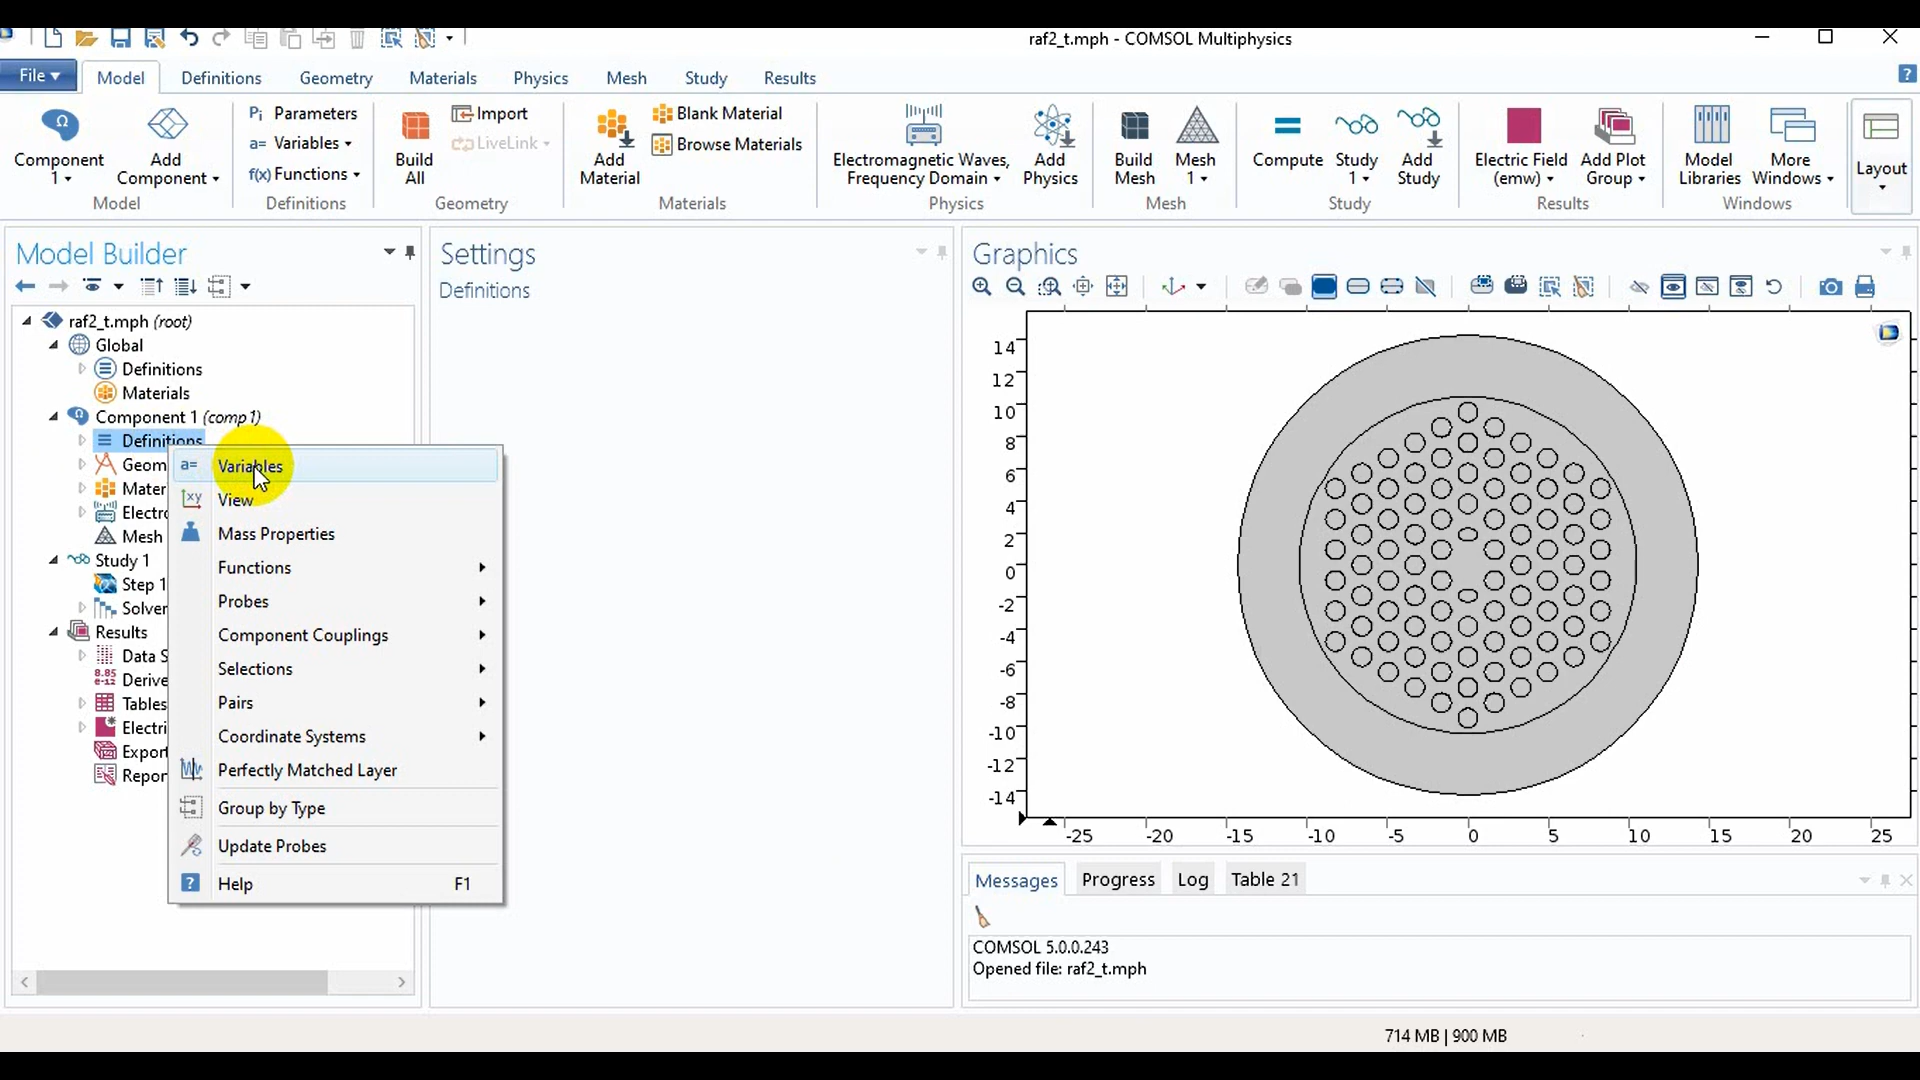 raf2_t.mph - COMSOL Multiphysics
File
Model
Definitions
Geometry
Materials
Physics
Mesh
Study
Results
Component 1
Add Component
Model
Pi Parameters
a= Variables
f(x) Functions
Definitions
Build All
Import
LiveLink
Geometry
Add Material
Blank Material
Browse Materials
Materials
Electromagnetic Waves, Frequency Domain
Add Physics
Physics
Build Mesh
Mesh 1
Mesh
Compute
Study 1
Add Study
Study
Electric Field (emw)
Add Plot Group
Results
Model Libraries
More Windows
Windows
Layout
Model Builder
raf2_t.mph (root)
Global
Definitions
Materials
Component 1 (comp1)
Definitions
Geom
Mater
Electro
Mesh
Study 1
Step 1
Solver
Results
Data S
8.85
e-12
Derive
Tables
Electri
Export
Repor
a= Variables
xy View
Mass Properties
Functions
Probes
Component Couplings
Selections
Pairs
Coordinate Systems
Perfectly Matched Layer
Group by Type
Update Probes
? Help F1
Settings
Definitions
Graphics
14
12
10
8
6
4
2
0
-2
-4
-6
-8
-10
-12
-14
-25 -20 -15 -10 -5 0 5 10 15 20 25
Messages Progress Log Table 21
COMSOL 5.0.0.243
Opened file: raf2_t.mph
714 MB | 900 MB